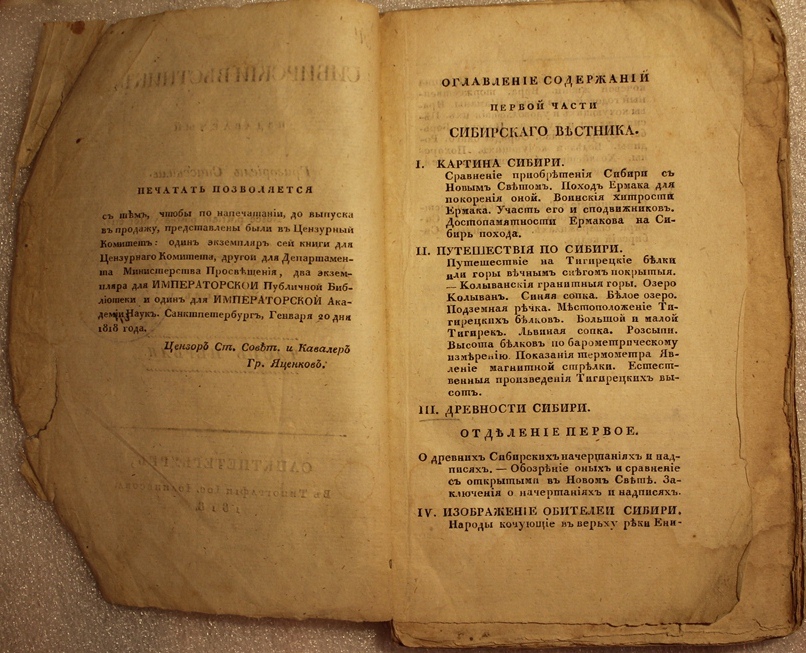 ПЕЧАТАТЬ ПОЗВОЛЯЕТСЯ
съ тѣмъ, чтобы по напечатаніи, до выпуска
въ продажу, представлены были въ Цензурный
Комитетъ: одинъ экземпляръ сей книги для
Цензурнаго Комитета, другой для Департамен-
та Министерства Просвѣщенія, два экзем-
пляра для ИМПЕРАТОРСКОЙ Публичной Биб-
ліотеки и одинъ для ИМПЕРАТОРСКОЙ Ака-
деміи Наукъ. Санктпетербургъ, Генваря 20 дня
1818 года.
Цензоръ Ст. Совѣт. и Кавалеръ
Гр. Яценковъ.
ОГЛАВЛЕНІЕ СОДЕРЖАНІЙ
ПЕРВОЙ ЧАСТИ
СИБИРСКАГО ВѢСТНИКА.
I. КАРТИНА СИБИРИ.
Сравненіе пріобрѣтенія Сибири съ
Новымъ Свѣтомъ. Походъ Ермака для
покоренія оной. Воинскія хитрости
Ермака. Участь его и сподвижниковъ.
Достопамятности Ермакова на Си-
бирь похода.
II. ПУТЕШЕСТВІЯ ПО СИБИРИ.
Путешествіе на Тигирецкіе бѣлки
или горы вѣчнымъ снѣгомъ покрытыя.
— Колыванскія гранитныя горы. Озеро
Колыван. Синяя сопка. Бѣлое озеро.
Подземная рѣчка. Мѣстоположеніе Ти-
гирецкихъ бѣлковъ. Большой и малой
Тигирек. Львиная сопка. Розсыпи.
Высота бѣлковъ по барометрическому
измѣренію. Показанія термометра Яв-
леніе магнитной стрѣлки. Естест-
венныя произведенія Тигирецкихъ вы-
сотъ.
III. ДРЕВНОСТИ СИБИРИ.
ОТДѢЛЕНІЕ ПЕРВОЕ.
О древнихъ Сибирскихъ начертаніяхъ и над-
писяхъ. — Обозрѣніе оныхъ и сравненіе
съ открытыми въ Новомъ Свѣтѣ. За-
ключенія о начертаніяхъ и надписяхъ.
IV. ИЗОБРАЖЕНІЕ ОБИТЕЛЕЙ СИБИРИ.
Народы кочующіе въ верьху рѣки Ени-